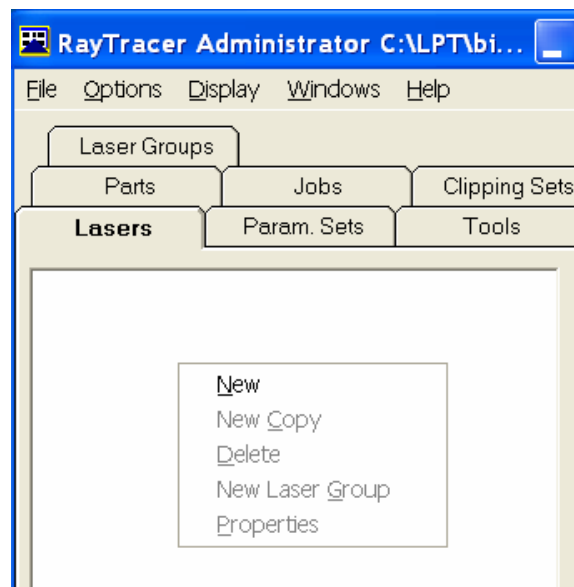 RayTracer Administrator C:\LPT\bi...
File Options Display Windows Help
Laser Groups
Parts Jobs Clipping Sets
Lasers Param. Sets Tools
New
New Copy
Delete
New Laser Group
Properties